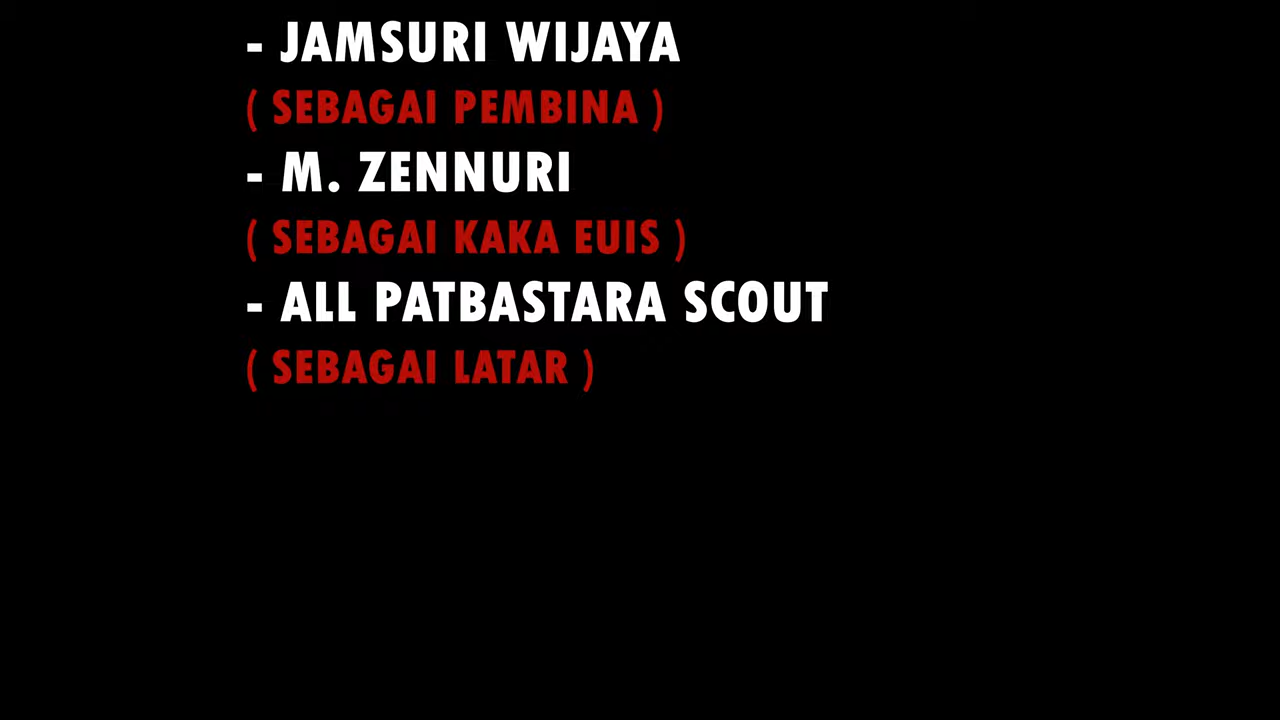 - JAMSURI WIJAYA
( SEBAGAI PEMBINA )
- M. ZENNURI
( SEBAGAI KAKA EUIS )
- ALL PATBASTARA SCOUT
( SEBAGAI LATAR )